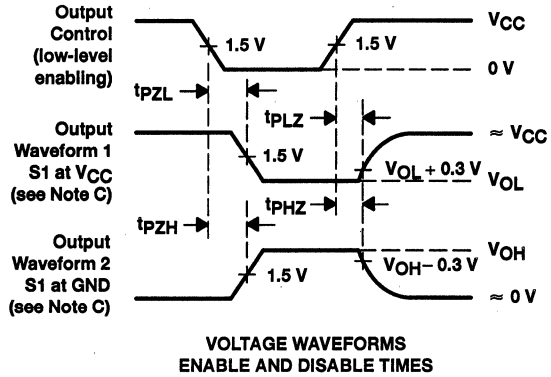 Output
Control
(low-level
enabling)
1.5 V
1.5 V
VCC
0 V
tPZL
tPLZ
Output
Waveform 1
S1 at VCC
(see Note C)
1.5 V
VOL + 0.3 V
≈ VCC
VOL
tPZH
tPHZ
Output
Waveform 2
S1 at GND
(see Note C)
1.5 V
VOH − 0.3 V
VOH
≈ 0 V
VOLTAGE WAVEFORMS
ENABLE AND DISABLE TIMES